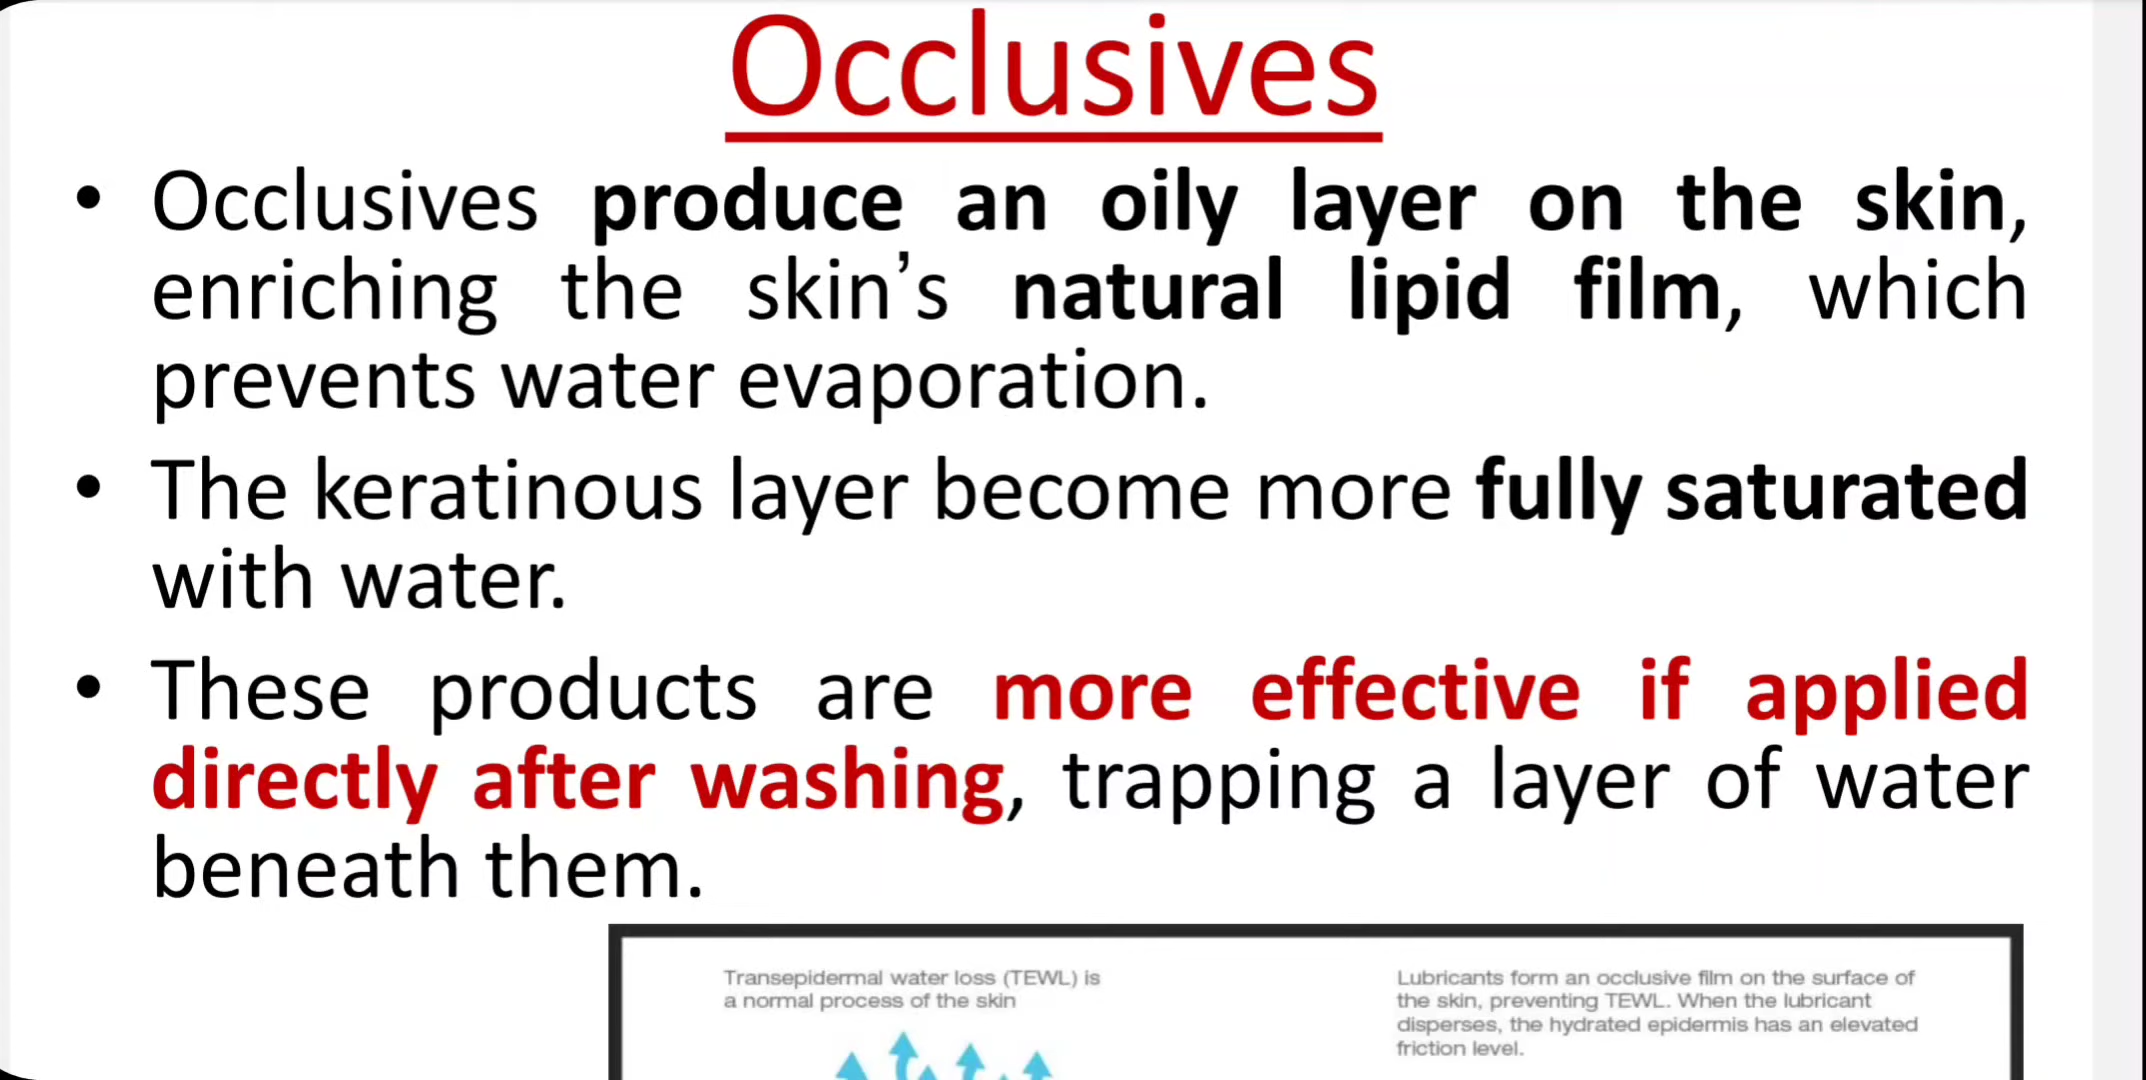 Occlusives
• Occlusives produce an oily layer on the skin,
enriching the skin’s natural lipid film, which
prevents water evaporation.
• The keratinous layer become more fully saturated
with water.
• These products are more effective if applied
directly after washing, trapping a layer of water
beneath them.
Transepidermal water loss (TEWL) is
a normal process of the skin
Lubricants form an occlusive film on the surface of
the skin, preventing TEWL. When the lubricant
disperses, the hydrated epidermis has an elevated
friction level.